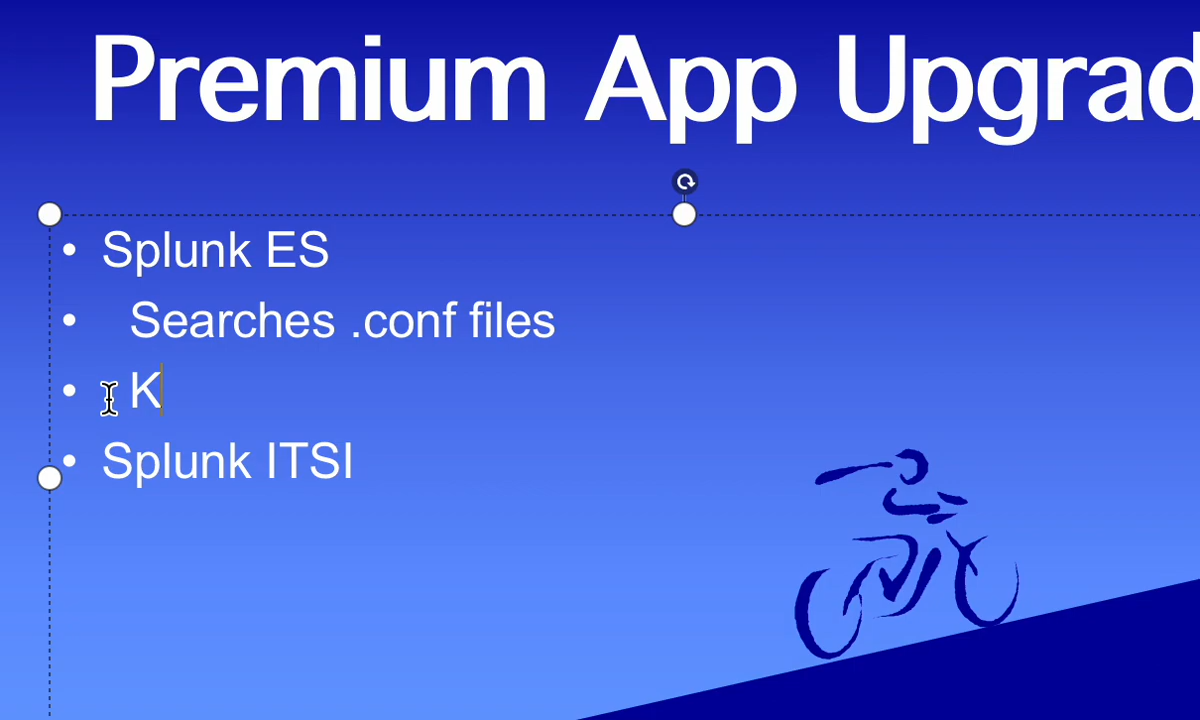 Premium App Upgrad
• Splunk ES
• Searches .conf files
• K
• Splunk ITSI